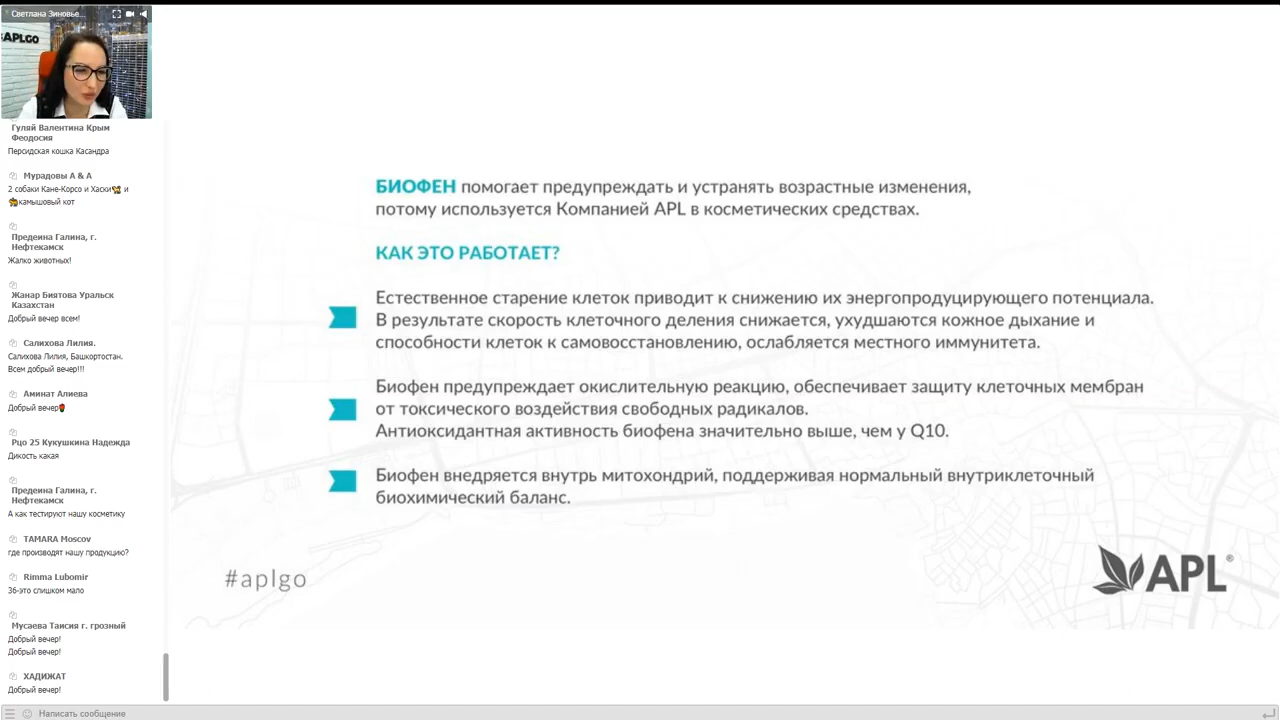 Светлана Зиновье...
APLGO
Гуляй Валентина Крым
Феодосия
Персидская кошка Касандра
Мурадовы A & A
2 собаки Кане-Корсо и Хаски🐕 и
🐈камышовый кот
Предеина Галина, г.
Нефтекамск
Жалко животных!
Жанар Биятова Уральск
Казахстан
Добрый вечер всем!
Салихова Лилия.
Салихова Лилия, Башкортостан.
Всем добрый вечер!!!
Аминат Алиева
Добрый вечер🌹
Рцо 25 Кукушкина Надежда
Дикость какая
Предеина Галина, г.
Нефтекамск
А как тестируют нашу косметику
TAMARA Moscov
где производят нашу продукцию?
Rimma Lubomir
36-это слишком мало
Мусаева Таисия г. грозный
Добрый вечер!
Добрый вечер!
ХАДИЖАТ
Добрый вечер!
Написать сообщение
БИОФЕН помогает предупреждать и устранять возрастные изменения,
потому используется Компанией APL в косметических средствах.
КАК ЭТО РАБОТАЕТ?
Естественное старение клеток приводит к снижению их энергопродуцирующего потенциала.
В результате скорость клеточного деления снижается, ухудшаются кожное дыхание и
способности клеток к самовосстановлению, ослабляется местного иммунитета.
Биофен предупреждает окислительную реакцию, обеспечивает защиту клеточных мембран
от токсического воздействия свободных радикалов.
Антиоксидантная активность биофена значительно выше, чем у Q10.
Биофен внедряется внутрь митохондрий, поддерживая нормальный внутриклеточный
биохимический баланс.
#aplgo
APL®